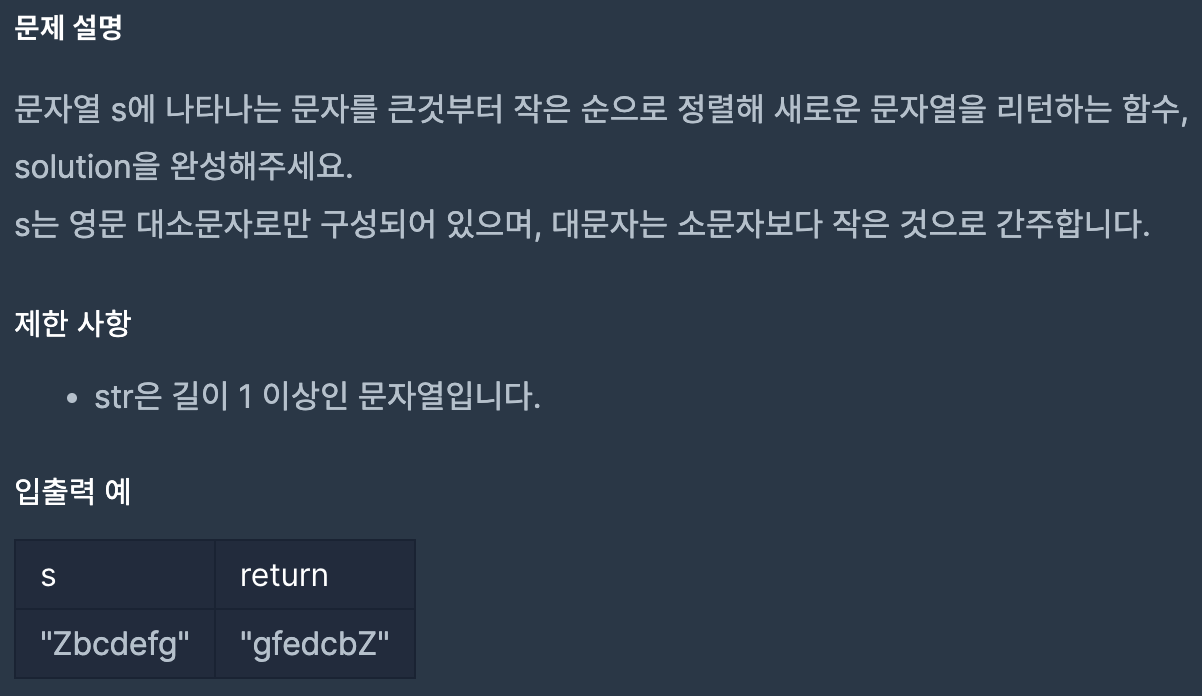 문제 설명
문자열 s에 나타나는 문자를 큰것부터 작은 순으로 정렬해 새로운 문자열을 리턴하는 함수,
solution을 완성해주세요.
s는 영문 대소문자로만 구성되어 있으며, 대문자는 소문자보다 작은 것으로 간주합니다.
제한 사항
• str은 길이 1 이상인 문자열입니다.
입출력 예
s return
"Zbcdefg" "gfedcbZ"